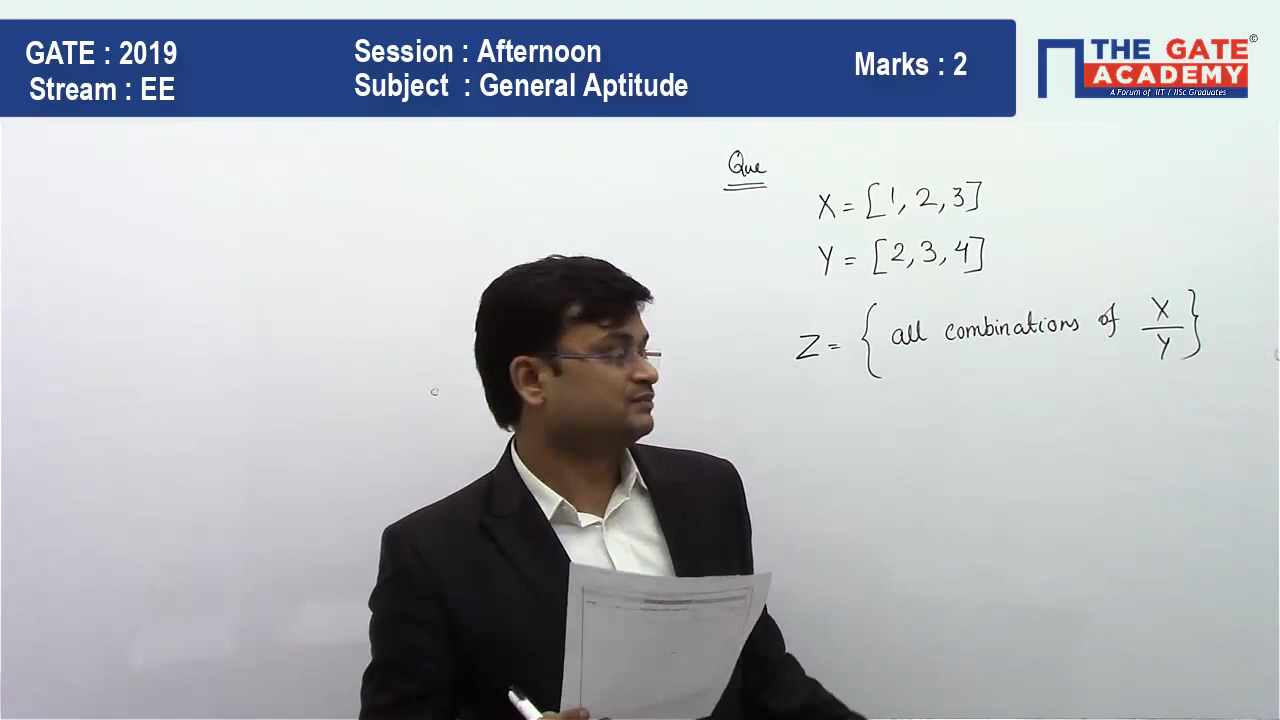 GATE : 2019
Stream : EE
Session : Afternoon
Subject : General Aptitude
Marks : 2
THE GATE
ACADEMY
©
A Forum of IIT / IISc Graduates
Que
X = [1, 2, 3]
Y = [2, 3, 4]
Z = { all combinations of X/Y }